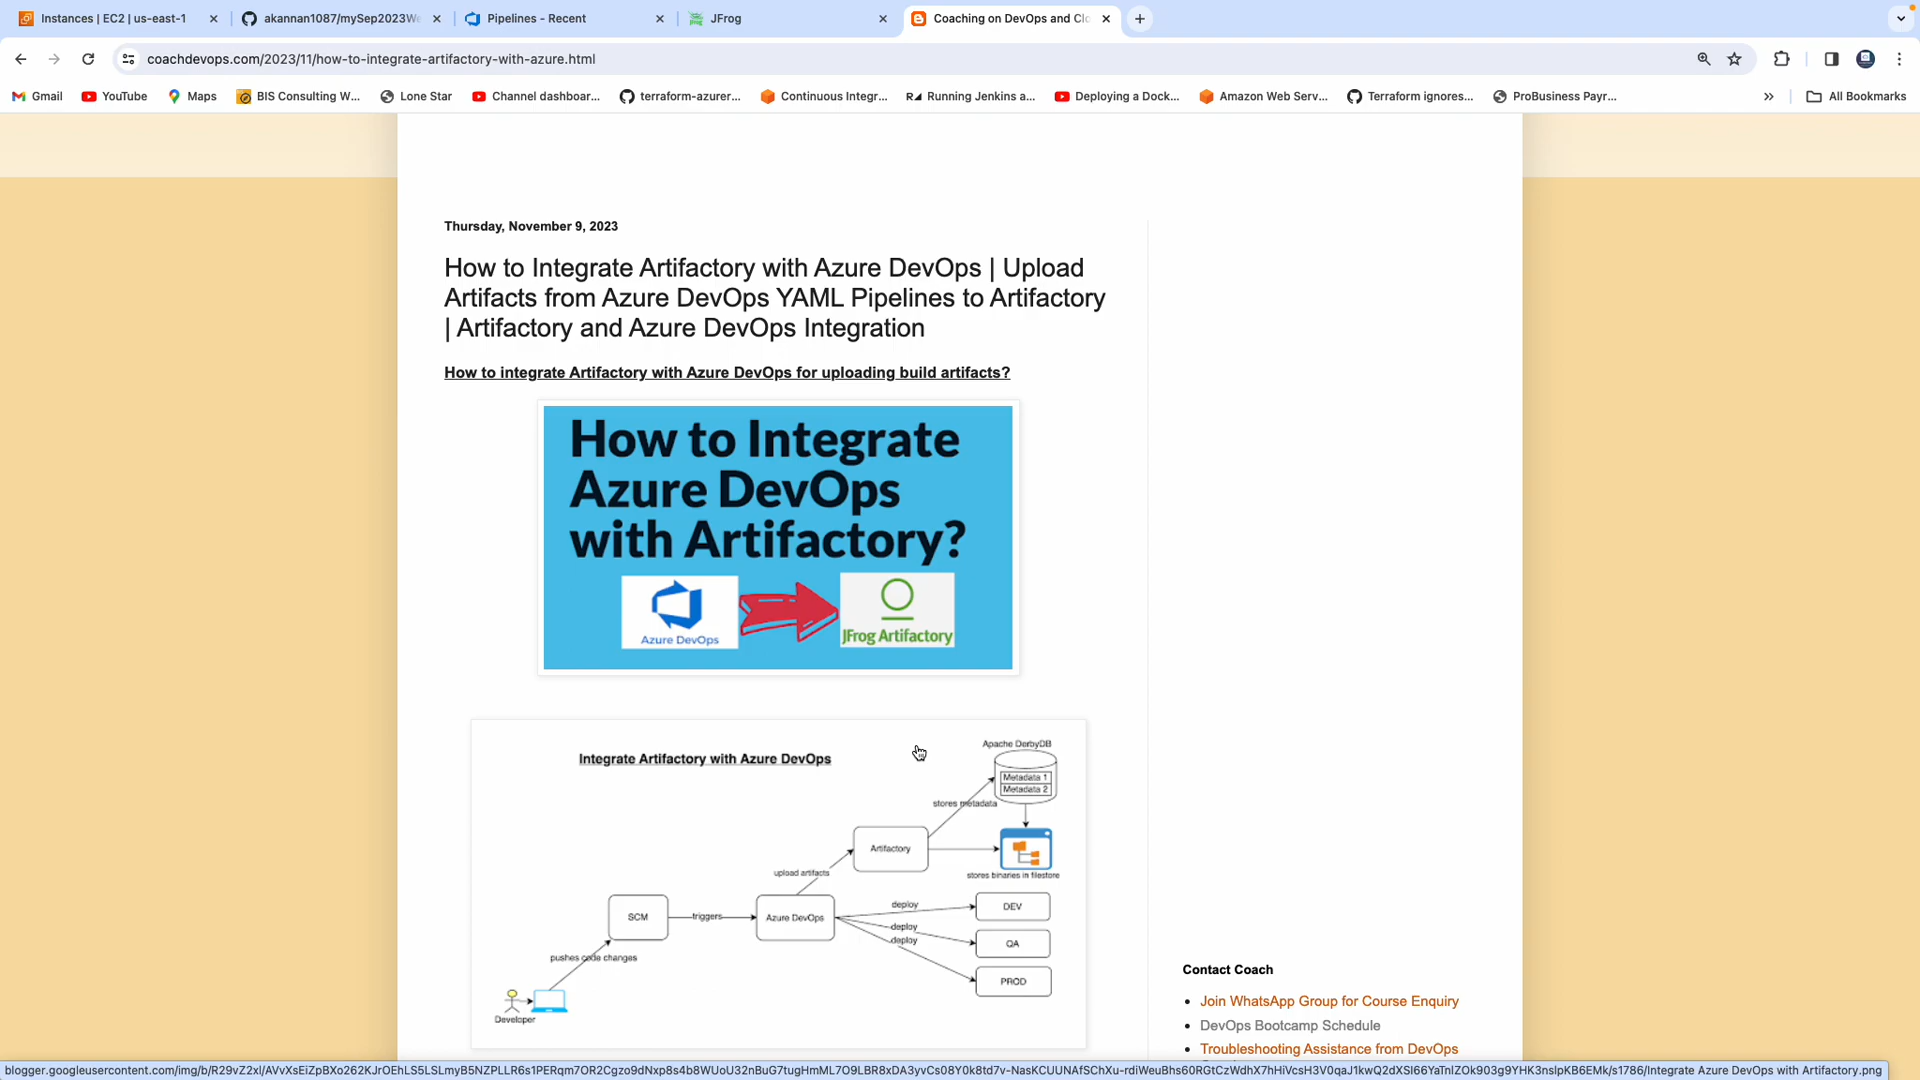 Instances | EC2 | us-east-1
akannan1087/mySep2023We
Pipelines - Recent
JFrog
Coaching on DevOps and Clo
coachdevops.com/2023/11/how-to-integrate-artifactory-with-azure.html
Gmail
YouTube
Maps
BIS Consulting W...
Lone Star
Channel dashboar...
terraform-azurer...
Continuous Integr...
Running Jenkins a...
Deploying a Dock...
Amazon Web Serv...
Terraform ignores...
ProBusiness Payr...
All Bookmarks
Thursday, November 9, 2023
How to Integrate Artifactory with Azure DevOps | Upload
Artifacts from Azure DevOps YAML Pipelines to Artifactory
| Artifactory and Azure DevOps Integration
How to integrate Artifactory with Azure DevOps for uploading build artifacts?
How to Integrate
Azure DevOps
with Artifactory?
Azure DevOps
JFrog Artifactory
Integrate Artifactory with Azure DevOps
Apache DerbyDB
Metadata 1
Metadata 2
stores metadata
Artifactory
stores binaries in filestore
upload artifacts
SCM
triggers
Azure DevOps
deploy
DEV
deploy
deploy
QA
PROD
pushes code changes
Developer
Contact Coach
Join WhatsApp Group for Course Enquiry
DevOps Bootcamp Schedule
Troubleshooting Assistance from DevOps